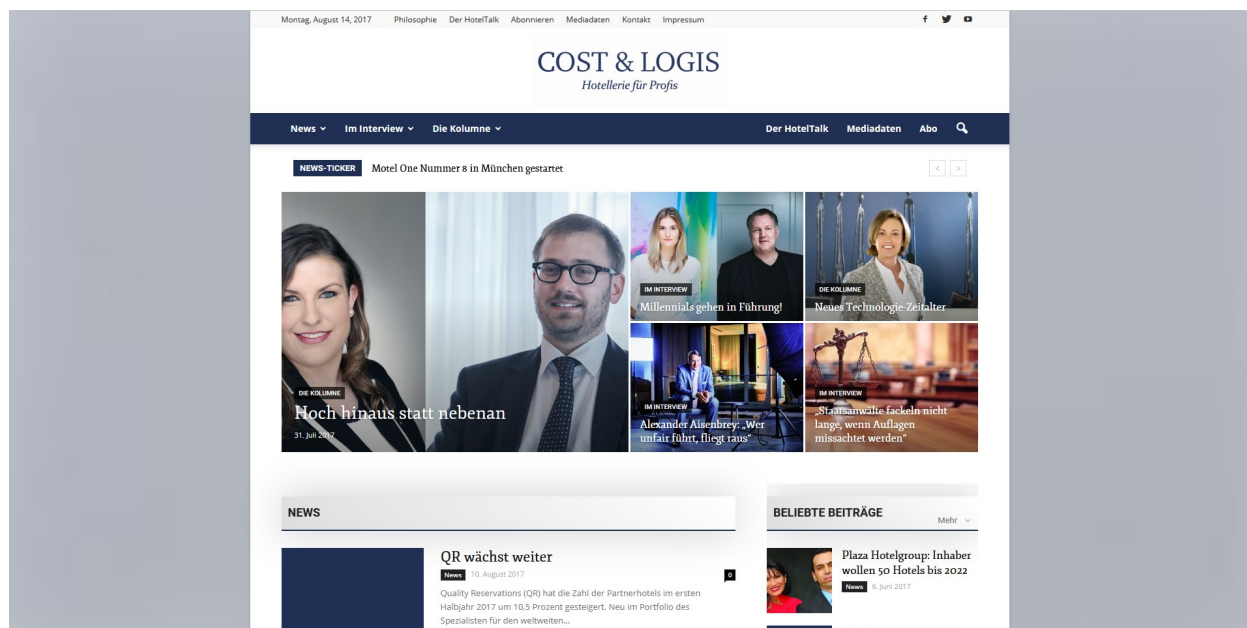 Montag, August 14, 2017 Philosophie Der HotelTalk Abonnieren Mediadaten Kontakt Impressum
COST & LOGIS
Hotellerie für Profis
News Im Interview Die Kolumne Der HotelTalk Mediadaten Abo
NEWS-TICKER Motel One Nummer 8 in München gestartet
DIE KOLUMNE
Hoch hinaus statt nebenan
31. Juli 2017
IM INTERVIEW
Millennials gehen in Führung!
DIE KOLUMNE
Neues Technologie-Zeitalter
IM INTERVIEW
Alexander Aisenbrey: „Wer
unfair führt, fliegt raus“
IM INTERVIEW
„Staatsanwälte fackeln nicht
lange, wenn Auflagen
missachtet werden“
NEWS
QR wächst weiter
News 10. August 2017 0
Quality Reservations (QR) hat die Zahl der Partnerhotels im ersten
Halbjahr 2017 um 10,5 Prozent gesteigert. Neu im Portfolio des
Spezialisten für den weltweiten...
BELIEBTE BEITRÄGE
Mehr
Plaza Hotelgroup: Inhaber
wollen 50 Hotels bis 2022
News 6. Juni 2017